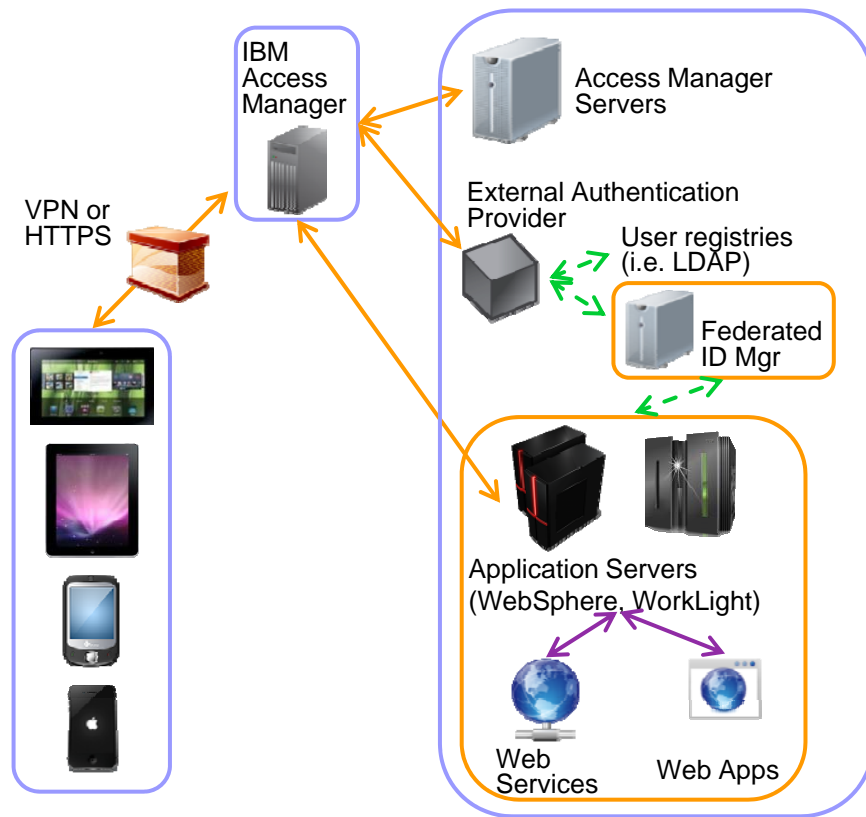 IBM
Access
Manager
Access Manager
Servers
VPN or
HTTPS
External Authentication
Provider
User registries
(i.e. LDAP)
Federated
ID Mgr
Application Servers
(WebSphere, WorkLight)
Web
Services
Web Apps